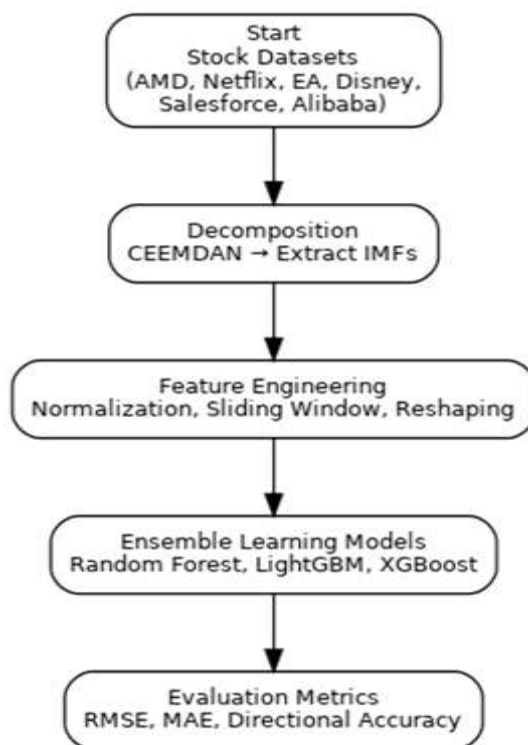 Start
Stock Datasets
(AMD, Netflix, EA, Disney,
Salesforce, Alibaba)
Decomposition
CEEMDAN → Extract IMFs
Feature Engineering
Normalization, Sliding Window, Reshaping
Ensemble Learning Models
Random Forest, LightGBM, XGBoost
Evaluation Metrics
RMSE, MAE, Directional Accuracy